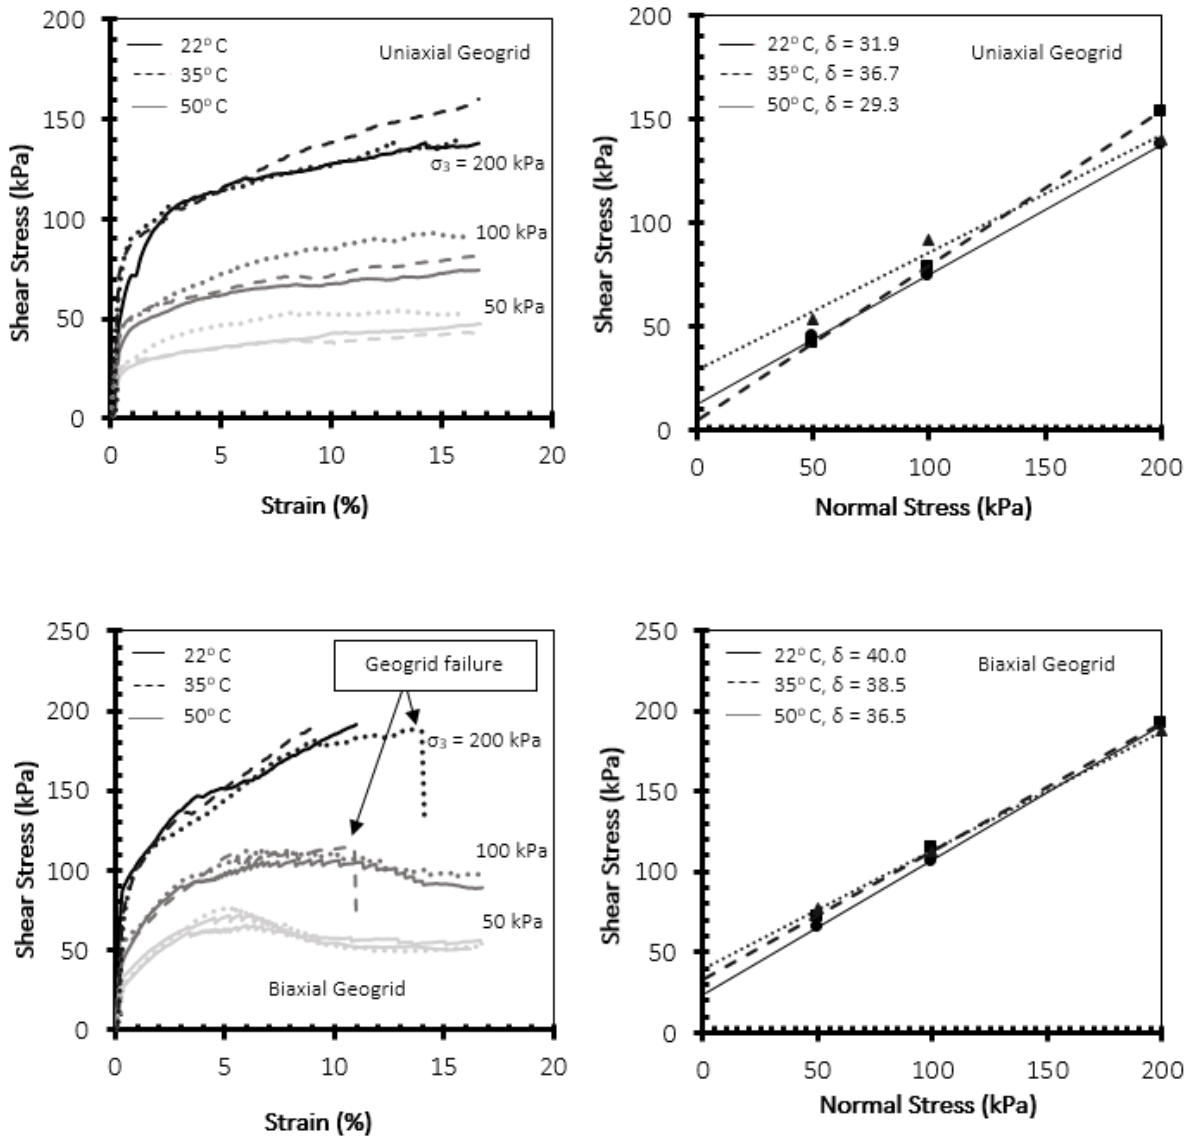 200
150
100
50
0
0
5
10
15
20
Shear Stress (kPa)
Strain (%)
22° C
35° C
50° C
Uniaxial Geogrid
σ₃ = 200 kPa
100 kPa
50 kPa
200
150
100
50
0
0
50
100
150
200
Shear Stress (kPa)
Normal Stress (kPa)
22° C, δ = 31.9
35° C, δ = 36.7
50° C, δ = 29.3
Uniaxial Geogrid
250
200
150
100
50
0
0
5
10
15
20
Shear Stress (kPa)
Strain (%)
22° C
35° C
50° C
Geogrid failure
σ₃ = 200 kPa
100 kPa
50 kPa
Biaxial Geogrid
250
200
150
100
50
0
0
50
100
150
200
Shear Stress (kPa)
Normal Stress (kPa)
22° C, δ = 40.0
35° C, δ = 38.5
50° C, δ = 36.5
Biaxial Geogrid